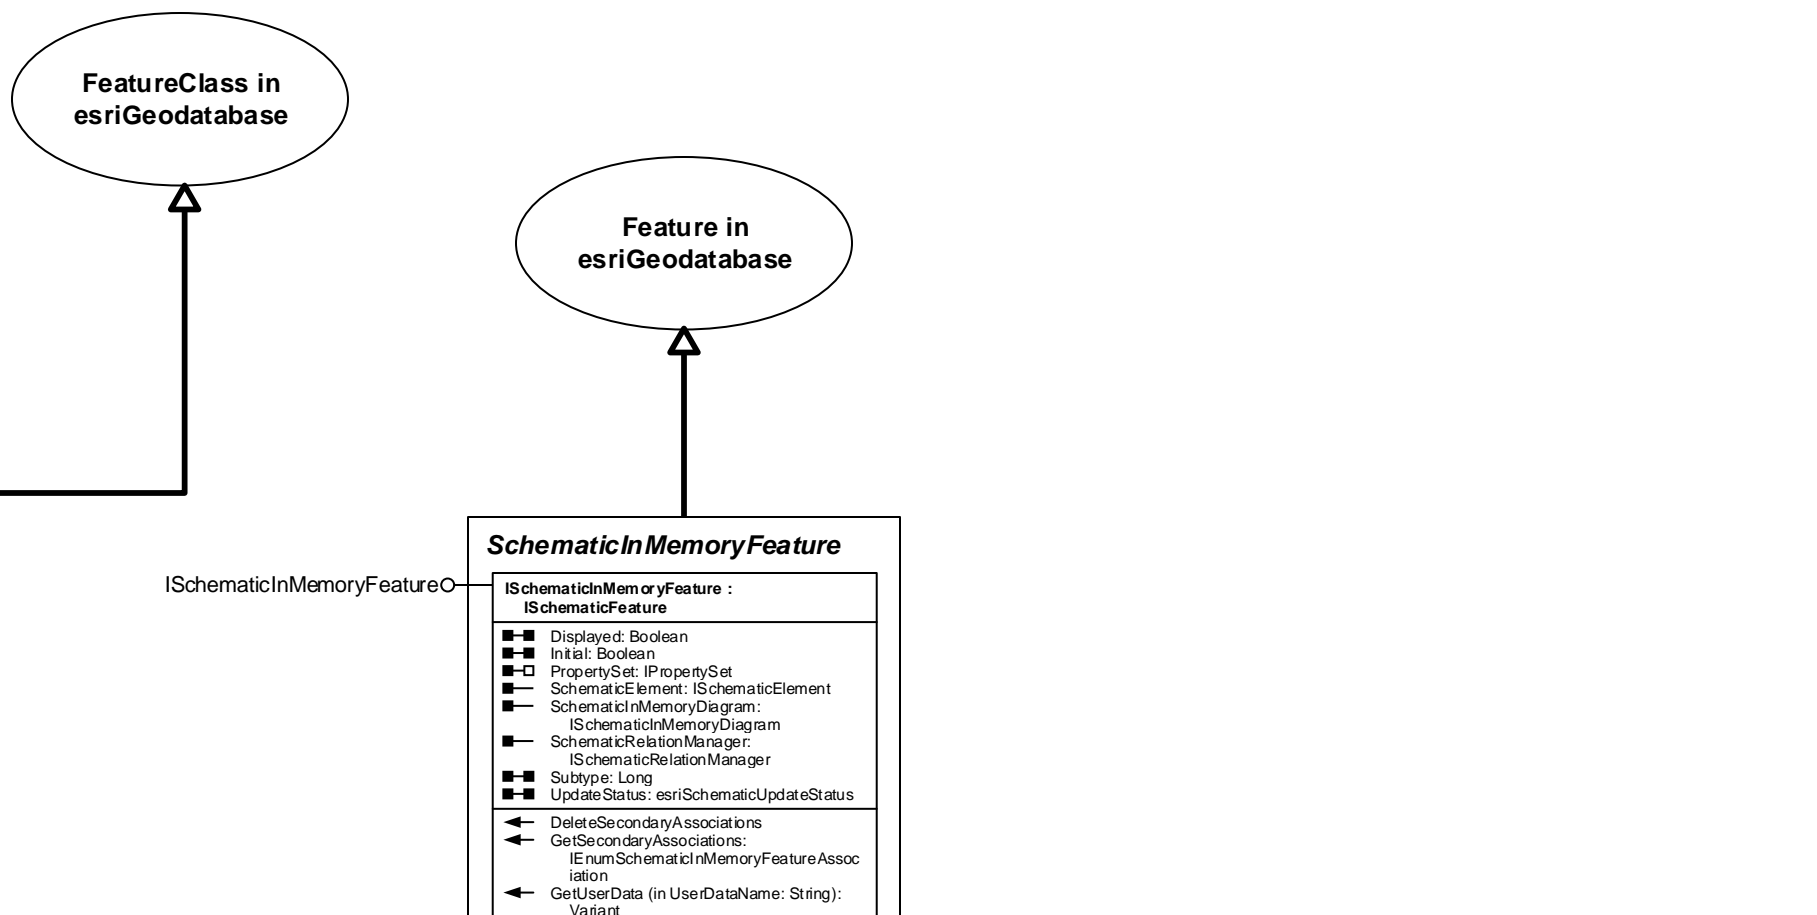 FeatureClass in
esriGeodatabase
Feature in
esriGeodatabase
SchematicInMemoryFeature
ISchematicInMemoryFeature
ISchematicInMemoryFeature :
ISchematicFeature
Displayed: Boolean
Initial: Boolean
PropertySet: IPropertySet
SchematicElement: ISchematicElement
SchematicInMemoryDiagram:
ISchematicInMemoryDiagram
SchematicRelationManager:
ISchematicRelationManager
Subtype: Long
UpdateStatus: esriSchematicUpdateStatus
DeleteSecondaryAssociations
GetSecondaryAssociations:
IEnumSchematicInMemoryFeatureAssoc
iation
GetUserData (in UserDataName: String):
Variant